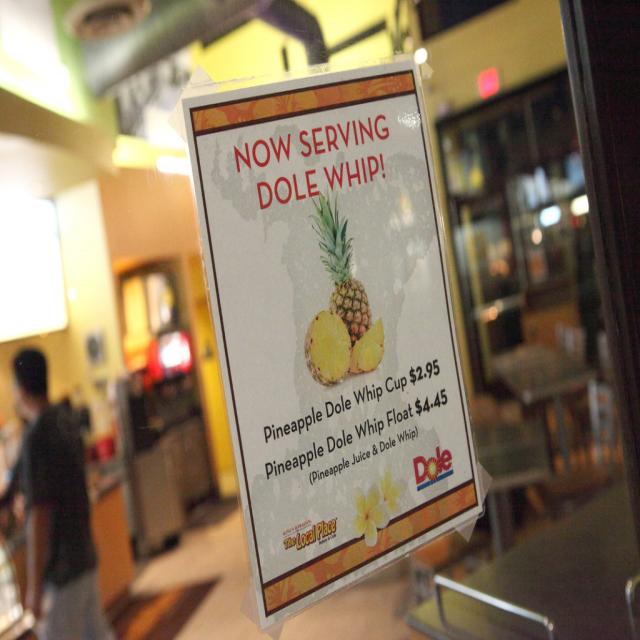 NOW SERVING
DOLE WHIP!
Pineapple Dole Whip Cup $2.95
Pineapple Dole Whip Float $4.45
(Pineapple Juice & Dole Whip)
Dole
The Local Place